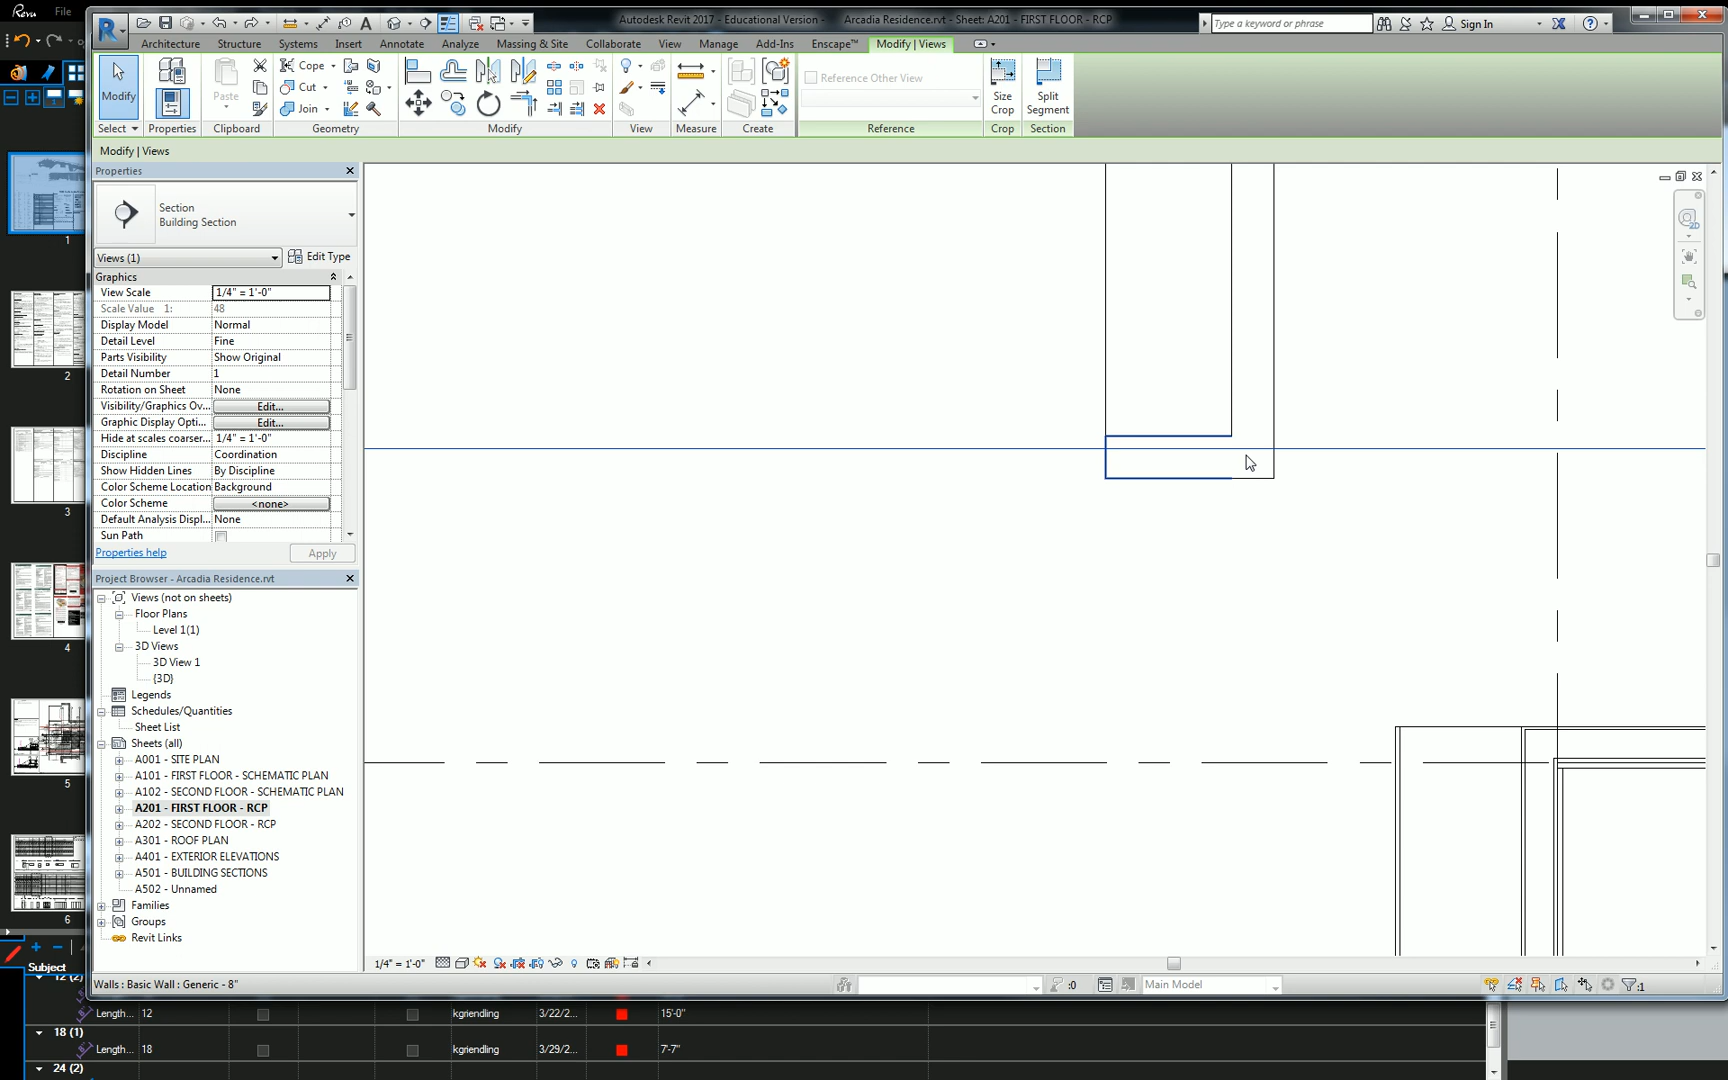 Revu File
Autodesk Revit 2017 - Educational Version - Arcadia Residence.rvt - Sheet: A201 - FIRST FLOOR - RCP
Type a keyword or phrase
Sign In
Architecture Structure Systems Insert Annotate Analyze Massing & Site Collaborate View Manage Add-Ins Enscape™ Modify | Views
Modify
Paste
Cope
Cut
Join
Reference Other View
Size Crop
Split Segment
Select Properties Clipboard Geometry Modify View Measure Create Reference Crop Section
Modify | Views
Properties
Section
Building Section
Views (1) Edit Type
Graphics
View Scale 1/4" = 1'-0"
Scale Value 1: 48
Display Model Normal
Detail Level Fine
Parts Visibility Show Original
Detail Number 1
Rotation on Sheet None
Visibility/Graphics Ov... Edit...
Graphic Display Opti... Edit...
Hide at scales coarser... 1/4" = 1'-0"
Discipline Coordination
Show Hidden Lines By Discipline
Color Scheme Location Background
Color Scheme <none>
Default Analysis Displ... None
Sun Path
Properties help Apply
Project Browser - Arcadia Residence.rvt
Views (not on sheets)
Floor Plans
Level 1(1)
3D Views
3D View 1
{3D}
Legends
Schedules/Quantities
Sheet List
Sheets (all)
A001 - SITE PLAN
A101 - FIRST FLOOR - SCHEMATIC PLAN
A102 - SECOND FLOOR - SCHEMATIC PLAN
A201 - FIRST FLOOR - RCP
A202 - SECOND FLOOR - RCP
A301 - ROOF PLAN
A401 - EXTERIOR ELEVATIONS
A501 - BUILDING SECTIONS
A502 - Unnamed
Families
Groups
Revit Links
1
2
3
4
5
6
1/4" = 1'-0"
Walls : Basic Wall : Generic - 8" :0 Main Model :1
Subject
12 (2)
Length... 12 kgriendling 3/22/2... 15'-0"
18 (1)
Length... 18 kgriendling 3/29/2... 7'-7"
24 (2)